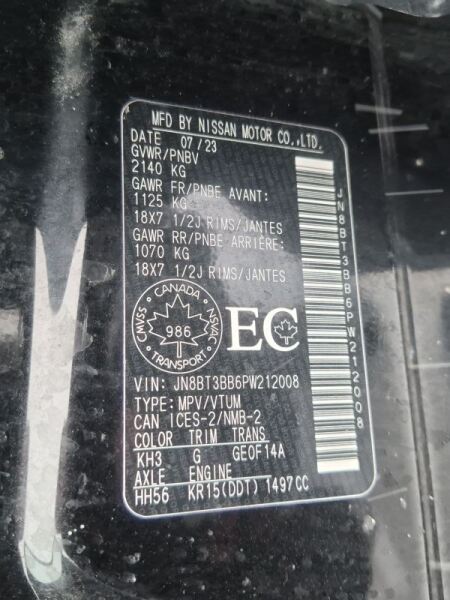 MFD BY NISSAN MOTOR CO.,LTD.
DATE 07/23
GVWR/PNBV
2140 KG
GAWR FR/PNBE AVANT:
1125 KG
18X7 1/2J RIMS/JANTES
GAWR RR/PNBE ARRIÈRE:
1070 KG
18X7 1/2J RIMS/JANTES
CANADA
CMVSS
NSVAC
986
TRANSPORT
EC
VIN: JN8BT3BB6PW212008
TYPE: MPV/VTUM
CAN ICES-2/NMB-2
COLOR TRIM TRANS
KH3 G GE0F14A
AXLE ENGINE
HH56 KR15(DDT) 1497CC
JN8BT3BB6PW212008